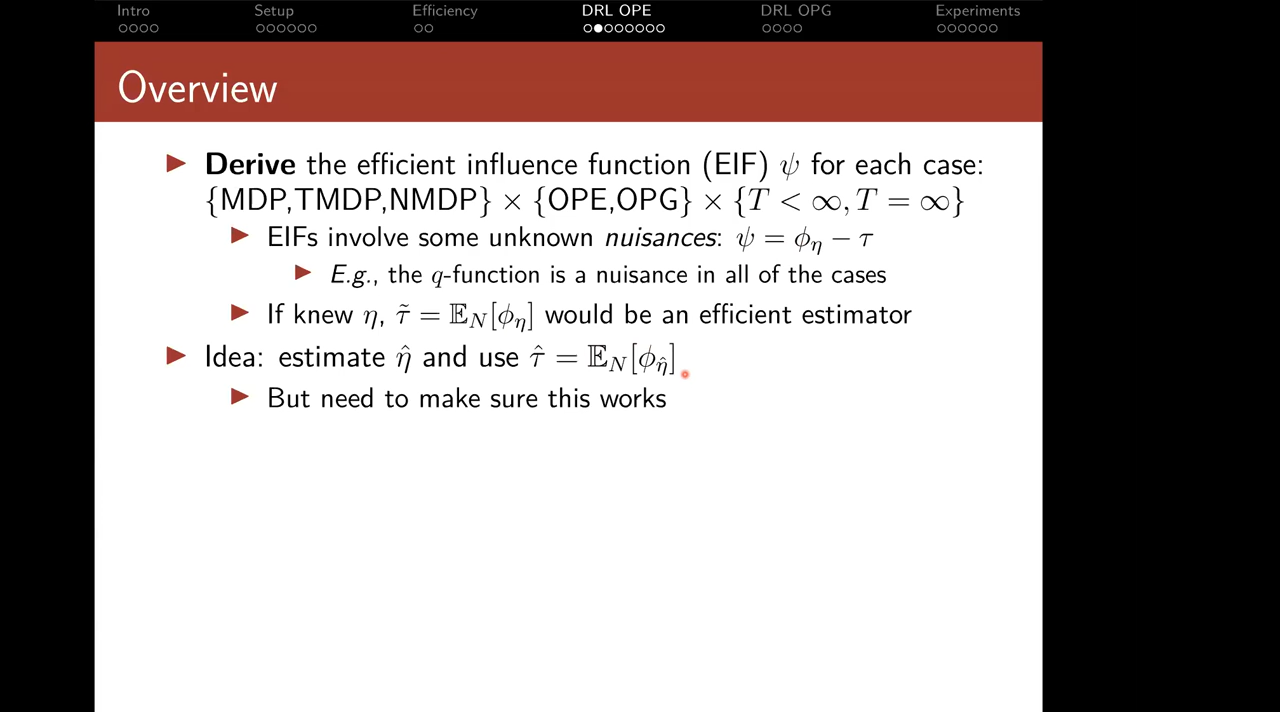 Intro Setup Efficiency DRL OPE DRL OPG Experiments
Overview
Derive the efficient influence function (EIF) ψ for each case:
{MDP,TMDP,NMDP} × {OPE,OPG} × {T < ∞, T = ∞}
EIFs involve some unknown nuisances: ψ = ϕ_η − τ
E.g., the q-function is a nuisance in all of the cases
If knew η, τ̃ = 𝔼_N[ϕ_η] would be an efficient estimator
Idea: estimate η̂ and use τ̂ = 𝔼_N[ϕ_η̂]
But need to make sure this works